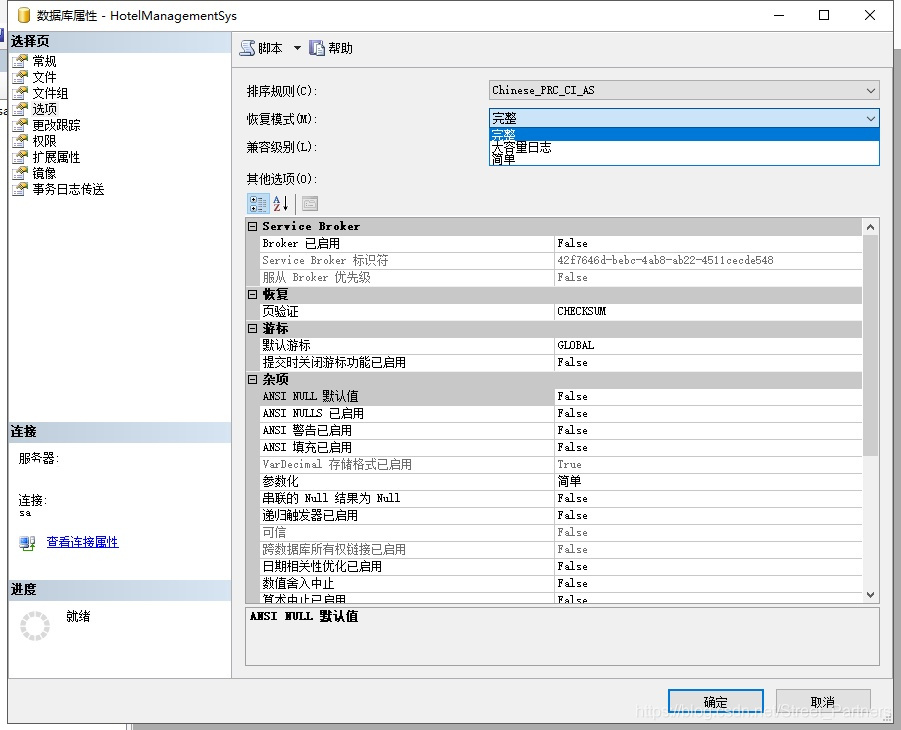 数据库属性 - HotelManagementSys
选择页
常规
文件
文件组
选项
更改跟踪
权限
扩展属性
镜像
事务日志传送
连接
服务器:
连接:
sa
查看连接属性
进度
就绪
脚本 帮助
排序规则(C): Chinese_PRC_CI_AS
恢复模式(M): 完整
完整
兼容级别(L): 大容量日志
简单
其他选项(O):
Service Broker
Broker 已启用 False
Service Broker 标识符 42f7646d-bebc-4ab8-ab22-4511cecde548
服从 Broker 优先级 False
恢复
页验证 CHECKSUM
游标
默认游标 GLOBAL
提交时关闭游标功能已启用 False
杂项
ANSI NULL 默认值 False
ANSI NULLS 已启用 False
ANSI 警告已启用 False
ANSI 填充已启用 False
VarDecimal 存储格式已启用 True
参数化 简单
串联的 Null 结果为 Null False
递归触发器已启用 False
可信 False
跨数据库所有权链接已启用 False
日期相关性优化已启用 False
数值舍入中止 False
算术中止已启用 False
ANSI NULL 默认值
确定 取消
https://blog.csdn.net/Street_Partners